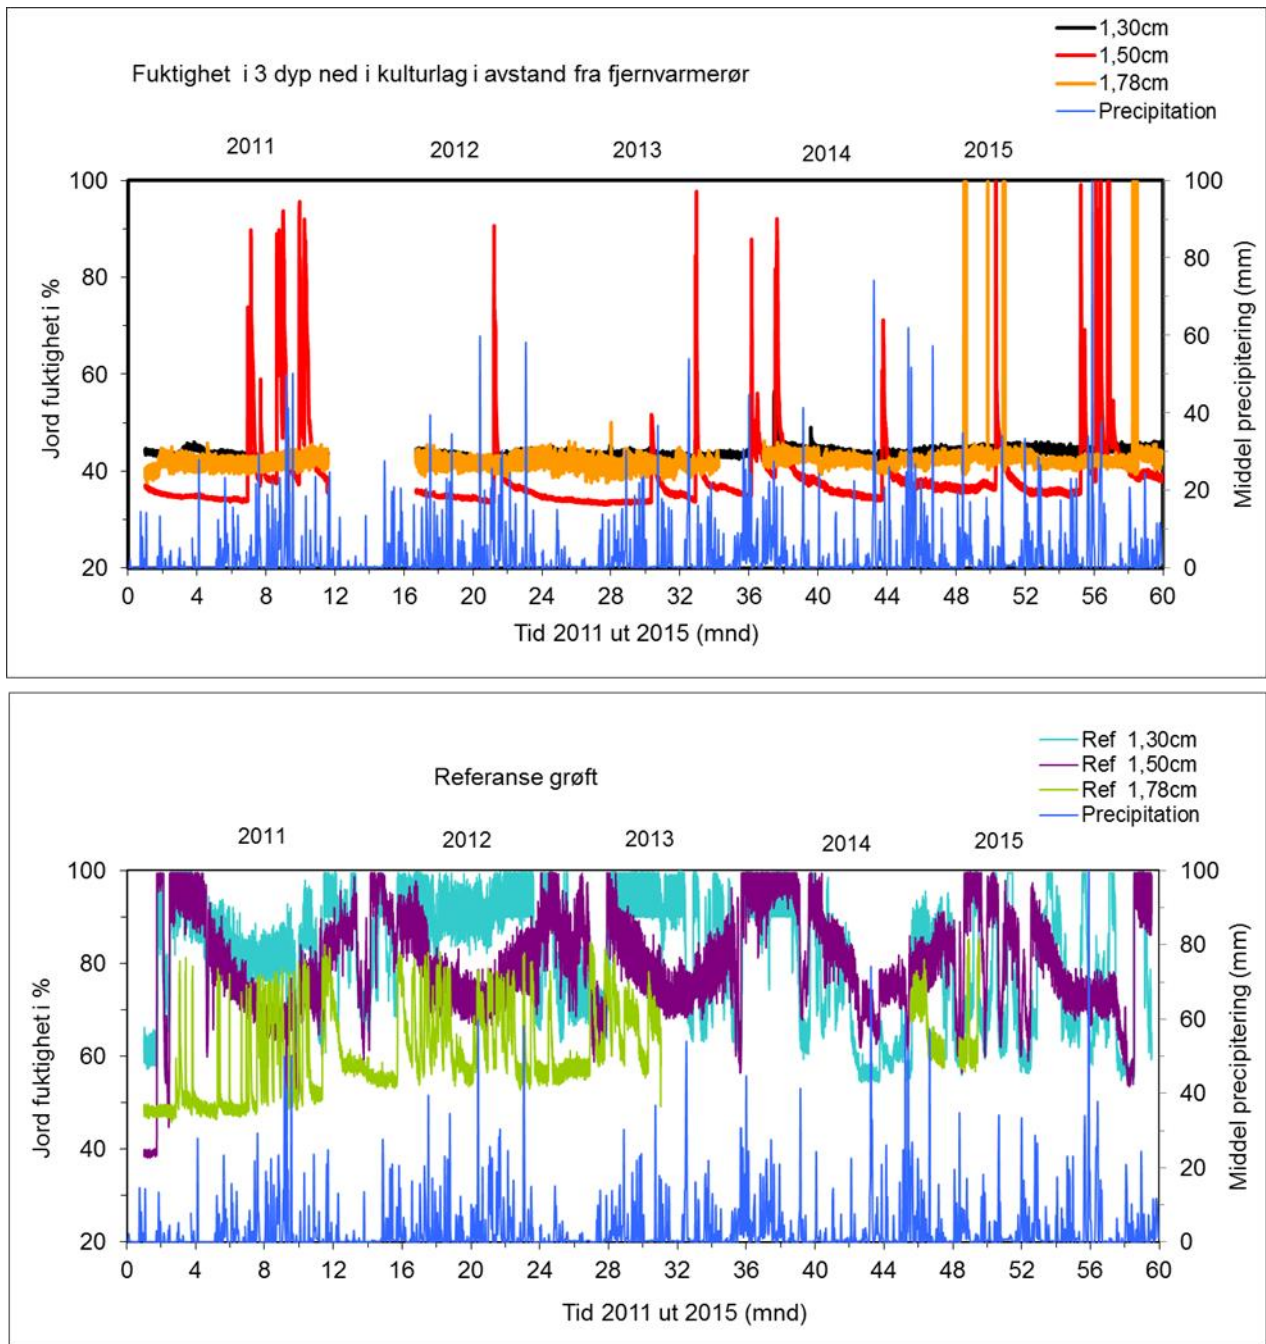 1,30cm
1,50cm
1,78cm
Precipitation
Fuktighet i 3 dyp ned i kulturlag i avstand fra fjernvarmerør
2011 2012 2013 2014 2015
100 100
80 80
60 60
40 40
20 20
0
Jord fuktighet i %
Middel precipitering (mm)
0 4 8 12 16 20 24 28 32 36 40 44 48 52 56 60
Tid 2011 ut 2015 (mnd)
Ref 1,30cm
Ref 1,50cm
Ref 1,78cm
Precipitation
Referanse grøft
2011 2012 2013 2014 2015
100 100
80 80
60 60
40 40
20 20
0
Jord fuktighet i %
Middel precipitering (mm)
0 4 8 12 16 20 24 28 32 36 40 44 48 52 56 60
Tid 2011 ut 2015 (mnd)